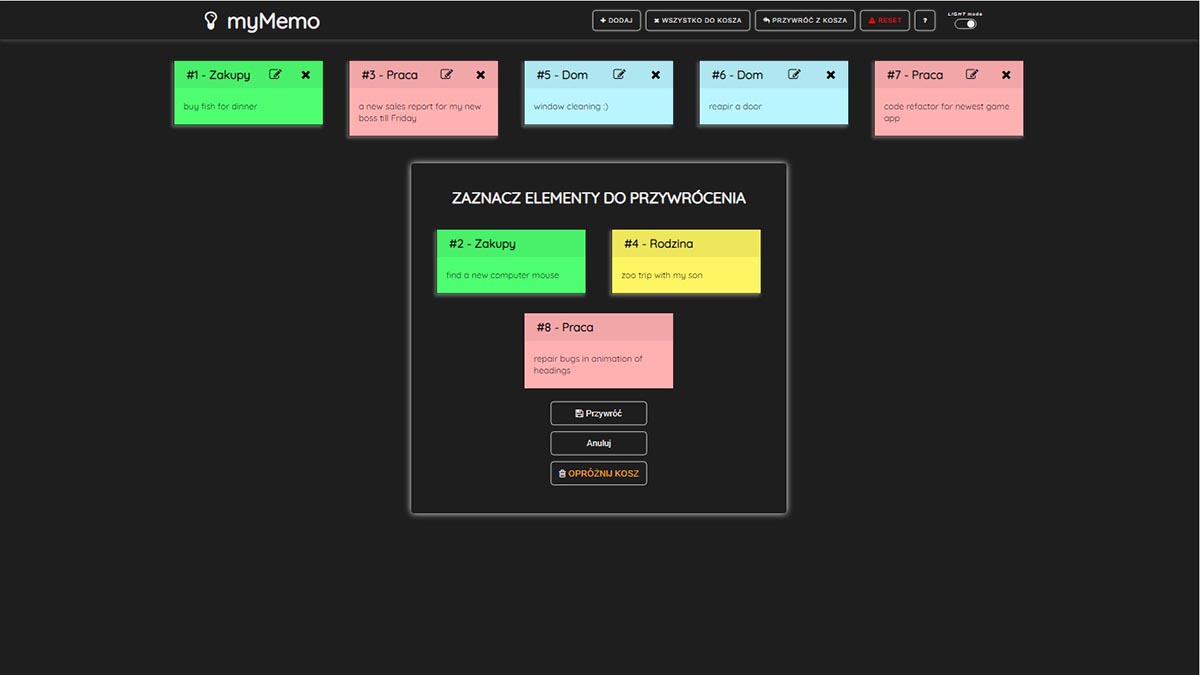 myMemo
DODAJ
WSZYSTKO DO KOSZA
PRZYWRÓĆ Z KOSZA
RESET
?
LIGHT mode
#1 - Zakupy
buy fish for dinner
#3 - Praca
a new sales report for my new
boss till Friday
#5 - Dom
window cleaning :)
#6 - Dom
reapir a door
#7 - Praca
code refactor for newest game
app
ZAZNACZ ELEMENTY DO PRZYWRÓCENIA
#2 - Zakupy
find a new computer mouse
#4 - Rodzina
zoo trip with my son
#8 - Praca
repair bugs in animation of
headings
Przywróć
Anuluj
OPRÓŻNIJ KOSZ